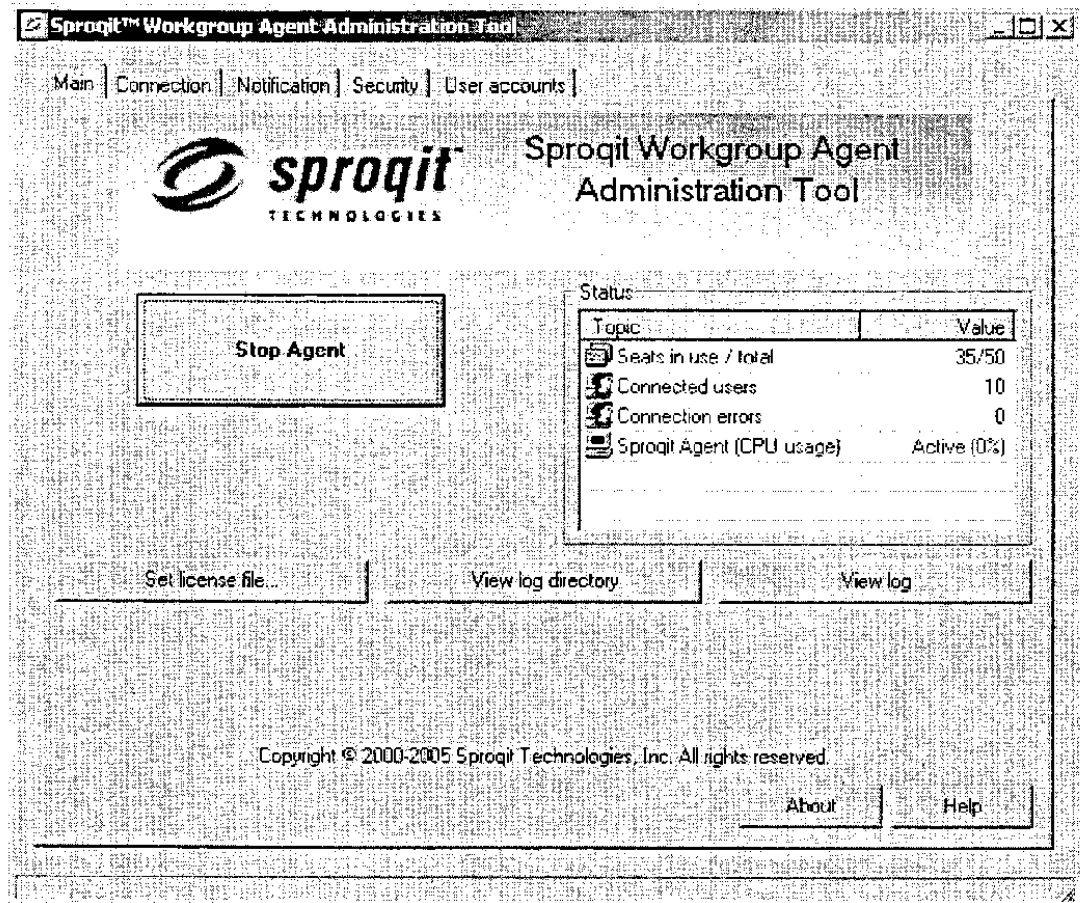 Sproqit™ Workgroup Agent Administration Tool
Main Connection Notification Security User accounts
sproqit™
TECHNOLOGIES
Sproqit Workgroup Agent
Administration Tool
Stop Agent
Status
Topic Value
Seats in use / total 35/50
Connected users 10
Connection errors 0
Sproqit Agent (CPU usage) Active (0%)
Set license file... View log directory View log
Copyright © 2000-2005 Sproqit Technologies, Inc. All rights reserved.
About Help